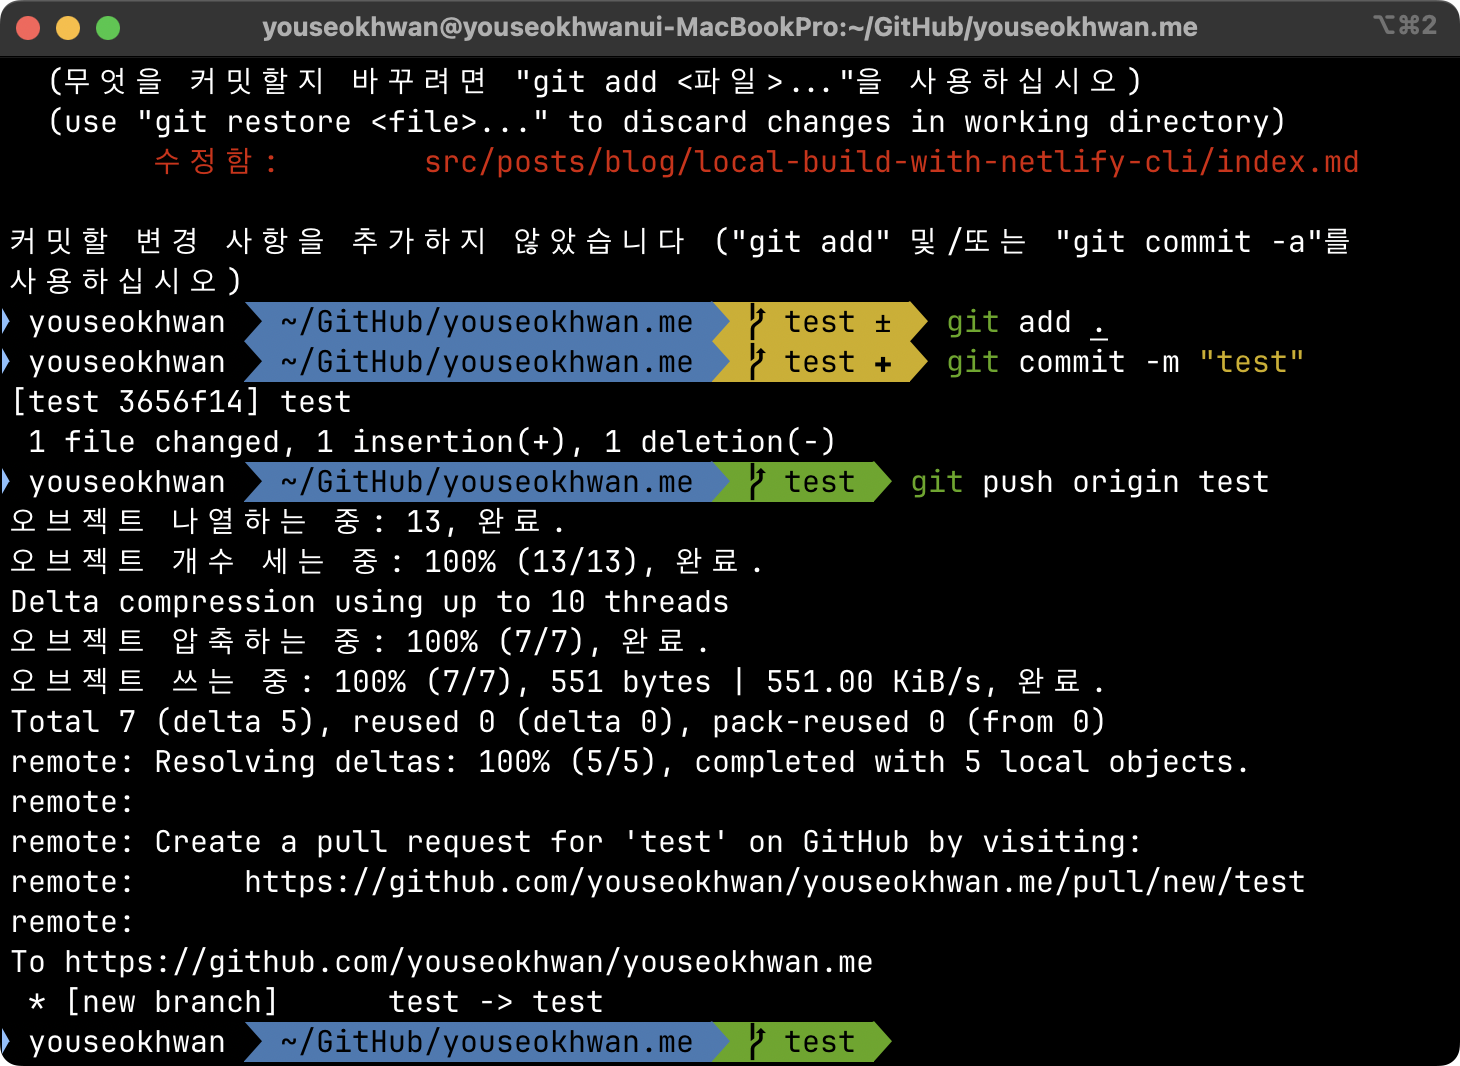 youseokhwan@youseokhwanui-MacBookPro:~/GitHub/youseokhwan.me ⌥⌘2
(무엇을 커밋할지 바꾸려면 "git add <파일>..."을 사용하십시오)
(use "git restore <file>..." to discard changes in working directory)
수정함: src/posts/blog/local-build-with-netlify-cli/index.md
커밋할 변경 사항을 추가하지 않았습니다 ("git add" 및/또는 "git commit -a"를
사용하십시오)
youseokhwan ~/GitHub/youseokhwan.me test ± git add .
youseokhwan ~/GitHub/youseokhwan.me test ✚ git commit -m "test"
[test 3656f14] test
1 file changed, 1 insertion(+), 1 deletion(-)
youseokhwan ~/GitHub/youseokhwan.me test git push origin test
오브젝트 나열하는 중: 13, 완료.
오브젝트 개수 세는 중: 100% (13/13), 완료.
Delta compression using up to 10 threads
오브젝트 압축하는 중: 100% (7/7), 완료.
오브젝트 쓰는 중: 100% (7/7), 551 bytes | 551.00 KiB/s, 완료.
Total 7 (delta 5), reused 0 (delta 0), pack-reused 0 (from 0)
remote: Resolving deltas: 100% (5/5), completed with 5 local objects.
remote:
remote: Create a pull request for 'test' on GitHub by visiting:
remote: https://github.com/youseokhwan/youseokhwan.me/pull/new/test
remote:
To https://github.com/youseokhwan/youseokhwan.me
* [new branch] test -> test
youseokhwan ~/GitHub/youseokhwan.me test